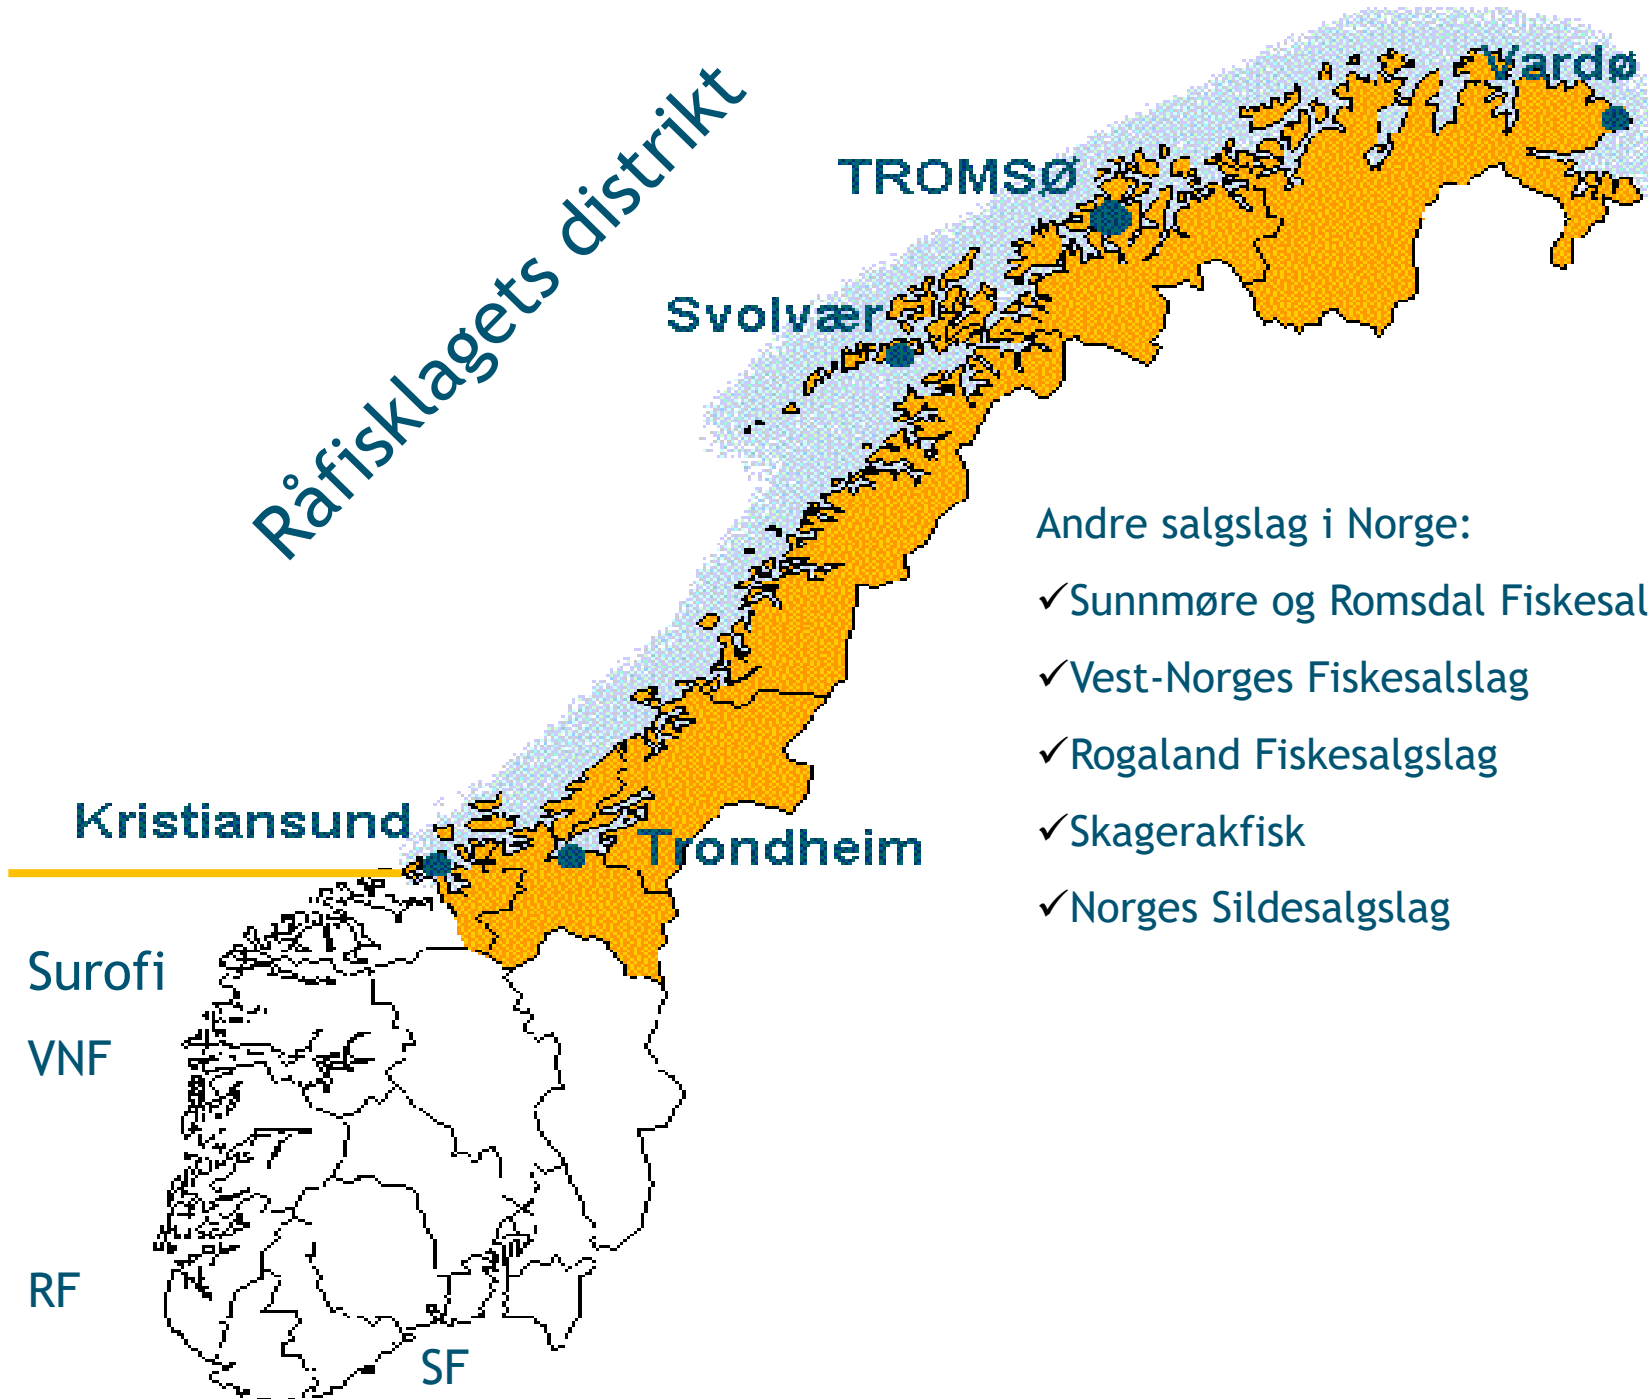 Vardø
TROMSØ
Råfisklagets distrikt
Svolvær
Andre salgslag i Norge:
✓Sunnmøre og Romsdal Fiskesal
✓Vest-Norges Fiskesalslag
✓Rogaland Fiskesalgslag
✓Skagerakfisk
✓Norges Sildesalgslag
Kristiansund
Trondheim
Surofi
VNF
RF
SF